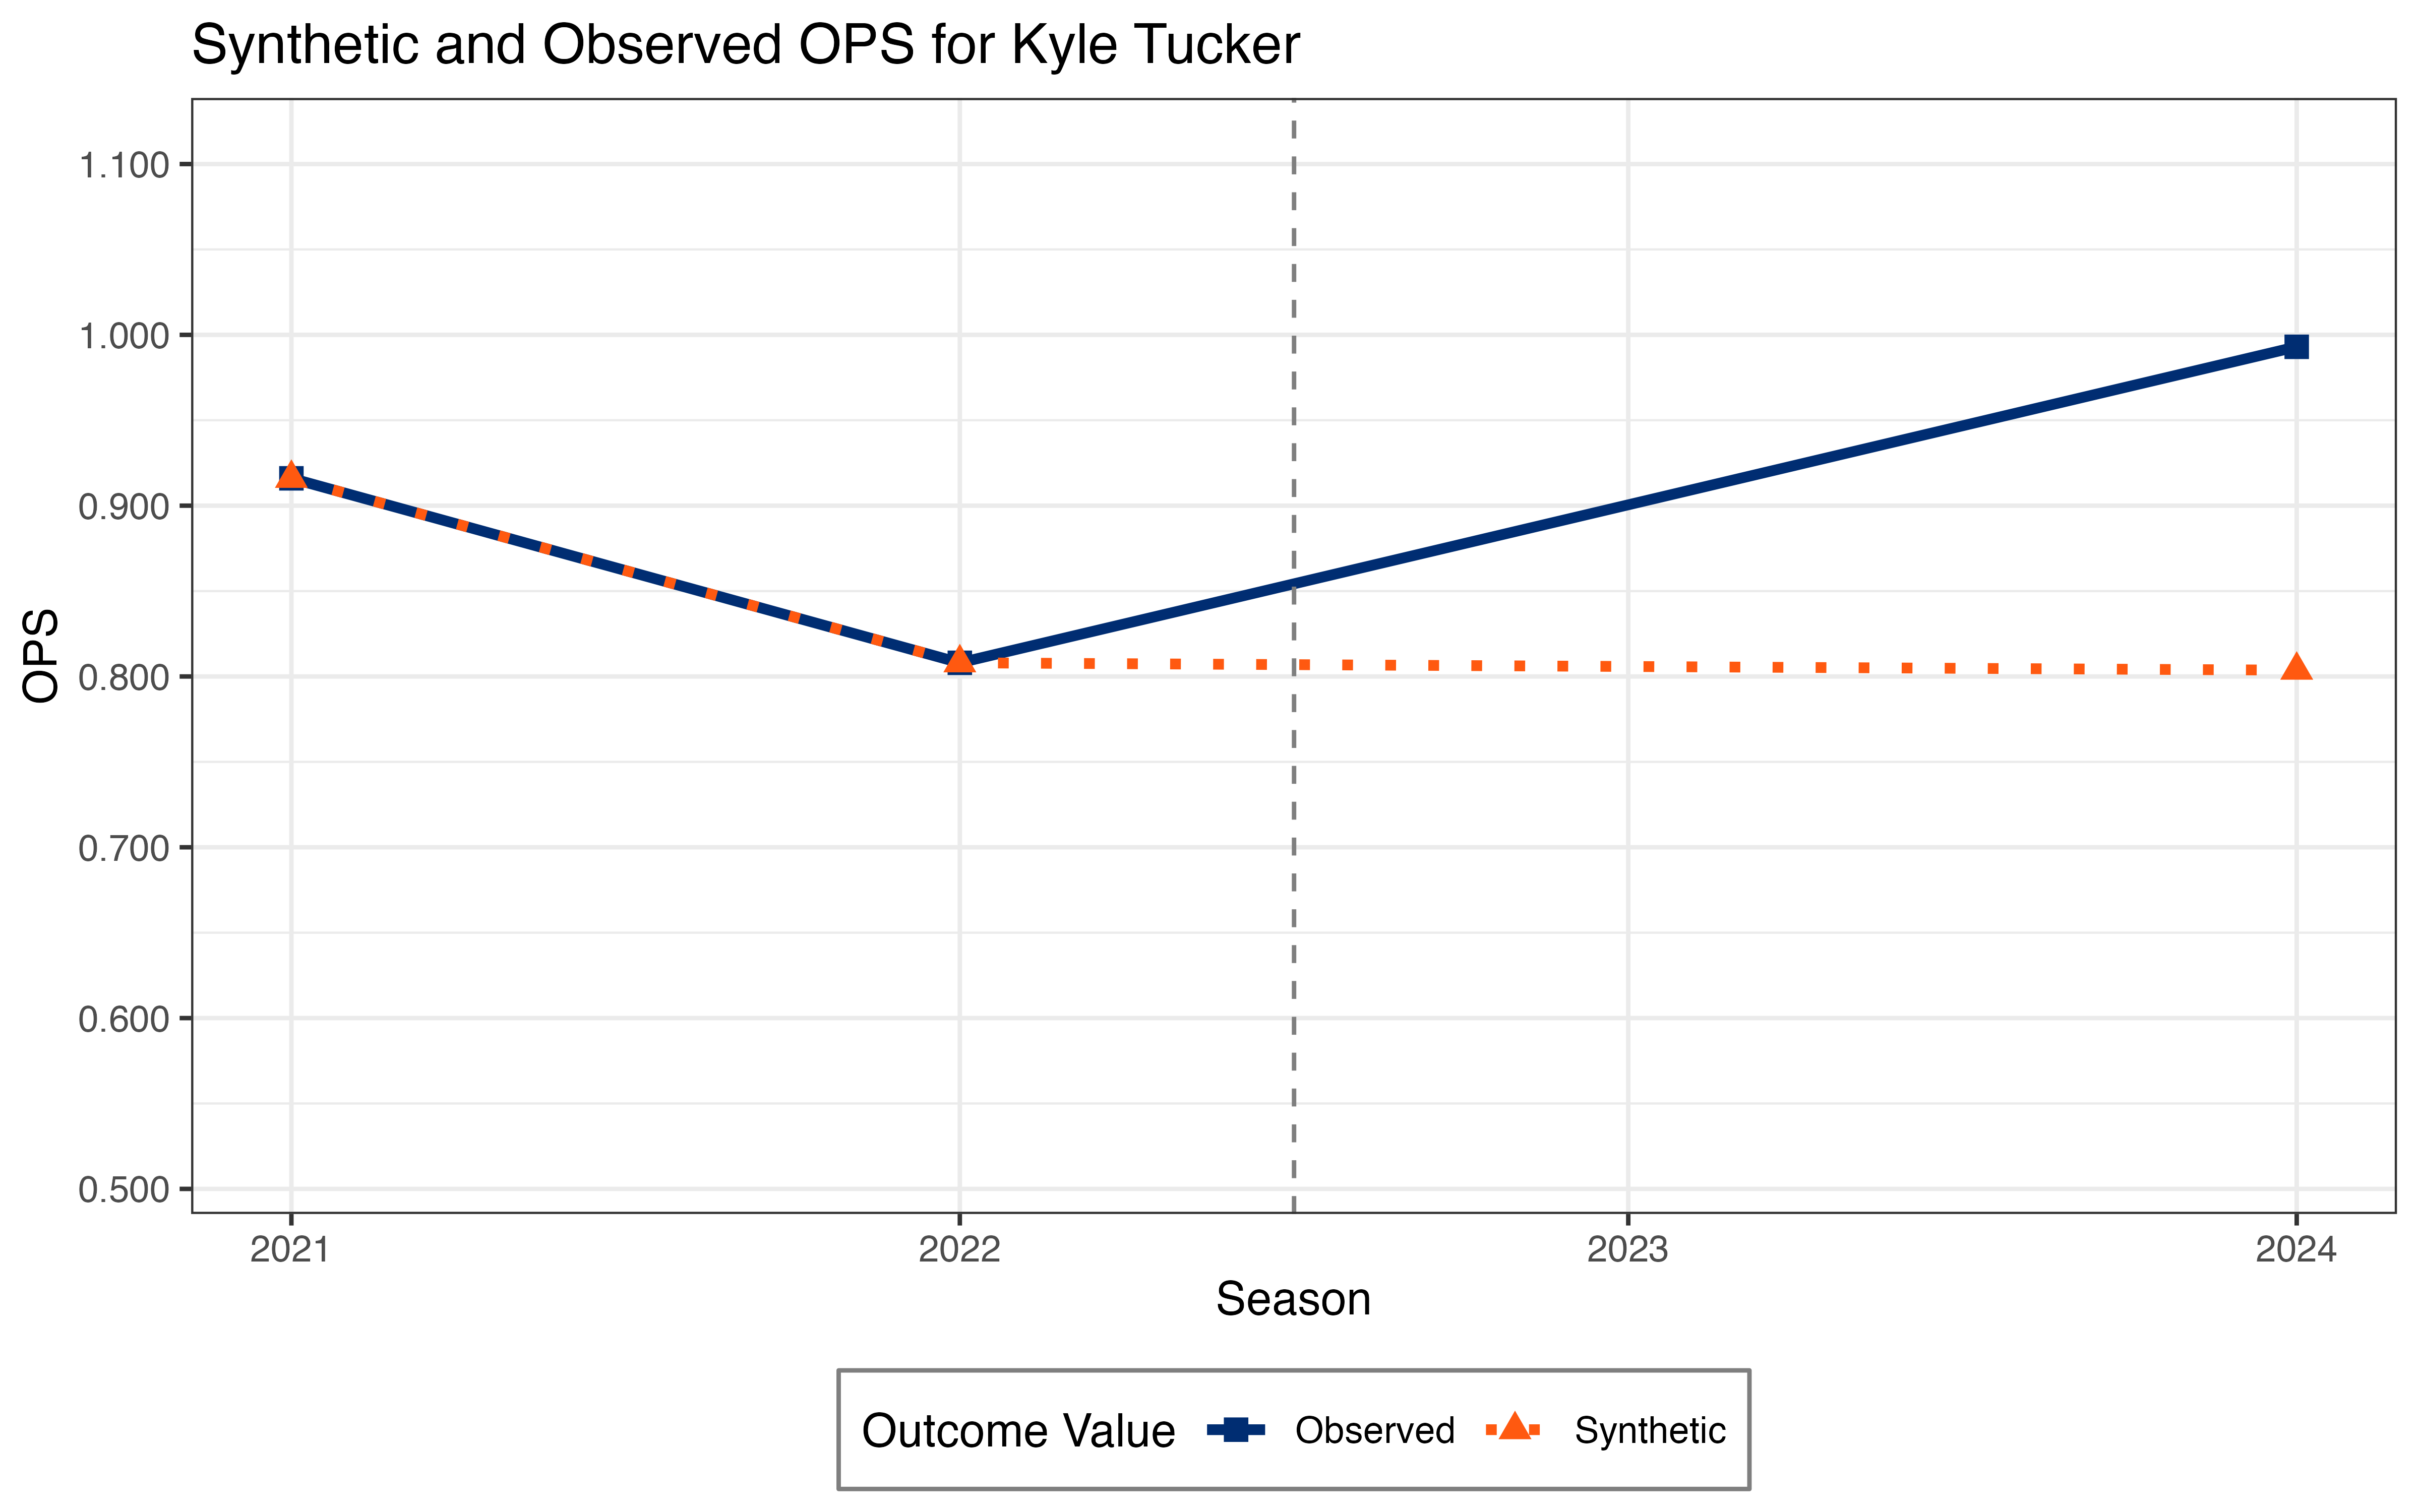 Synthetic and Observed OPS for Kyle Tucker
1.100
1.000
0.900
0.800
0.700
0.600
0.500
OPS
2021 2022 2023 2024
Season
Outcome Value Observed Synthetic